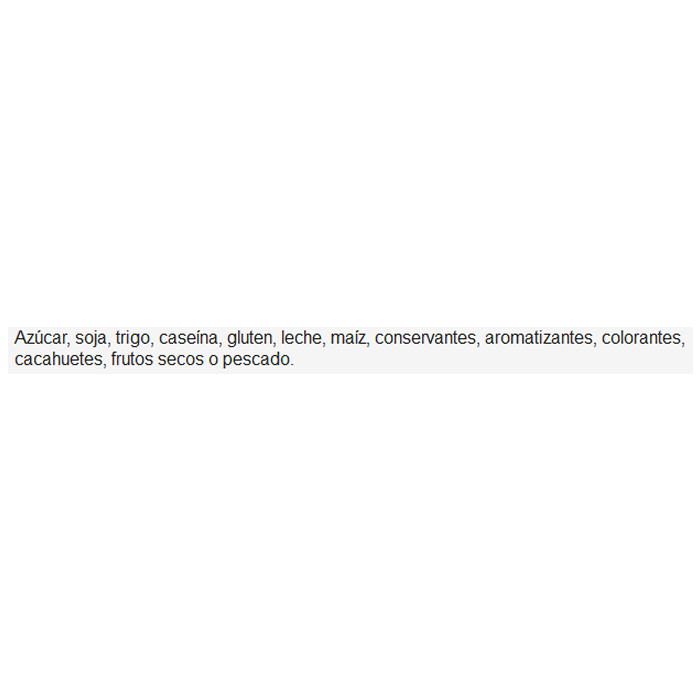 Azúcar, soja, trigo, caseína, gluten, leche, maíz, conservantes, aromatizantes, colorantes,
cacahuetes, frutos secos o pescado.